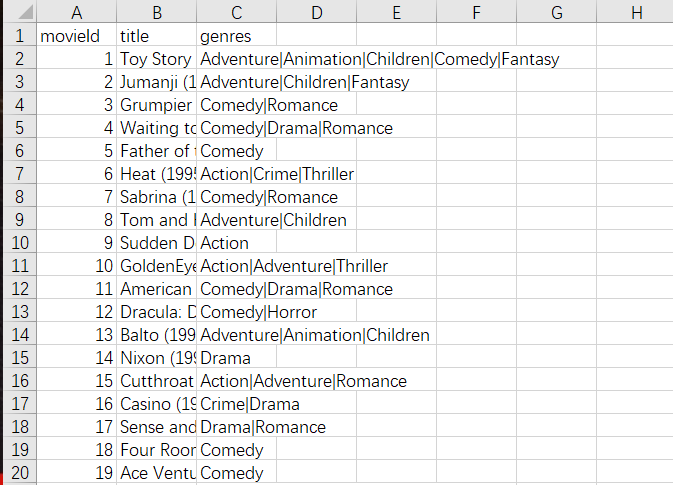 A B C D E F G H
1 movieId title genres
2 1 Toy Story Adventure|Animation|Children|Comedy|Fantasy
3 2 Jumanji (1 Adventure|Children|Fantasy
4 3 Grumpier Comedy|Romance
5 4 Waiting to Comedy|Drama|Romance
6 5 Father of Comedy
7 6 Heat (199 Action|Crime|Thriller
8 7 Sabrina (1 Comedy|Romance
9 8 Tom and Adventure|Children
10 9 Sudden D Action
11 10 GoldenEye Action|Adventure|Thriller
12 11 American Comedy|Drama|Romance
13 12 Dracula: D Comedy|Horror
14 13 Balto (199 Adventure|Animation|Children
15 14 Nixon (19 Drama
16 15 Cutthroat Action|Adventure|Romance
17 16 Casino (19 Crime|Drama
18 17 Sense and Drama|Romance
19 18 Four Roor Comedy
20 19 Ace Ventu Comedy